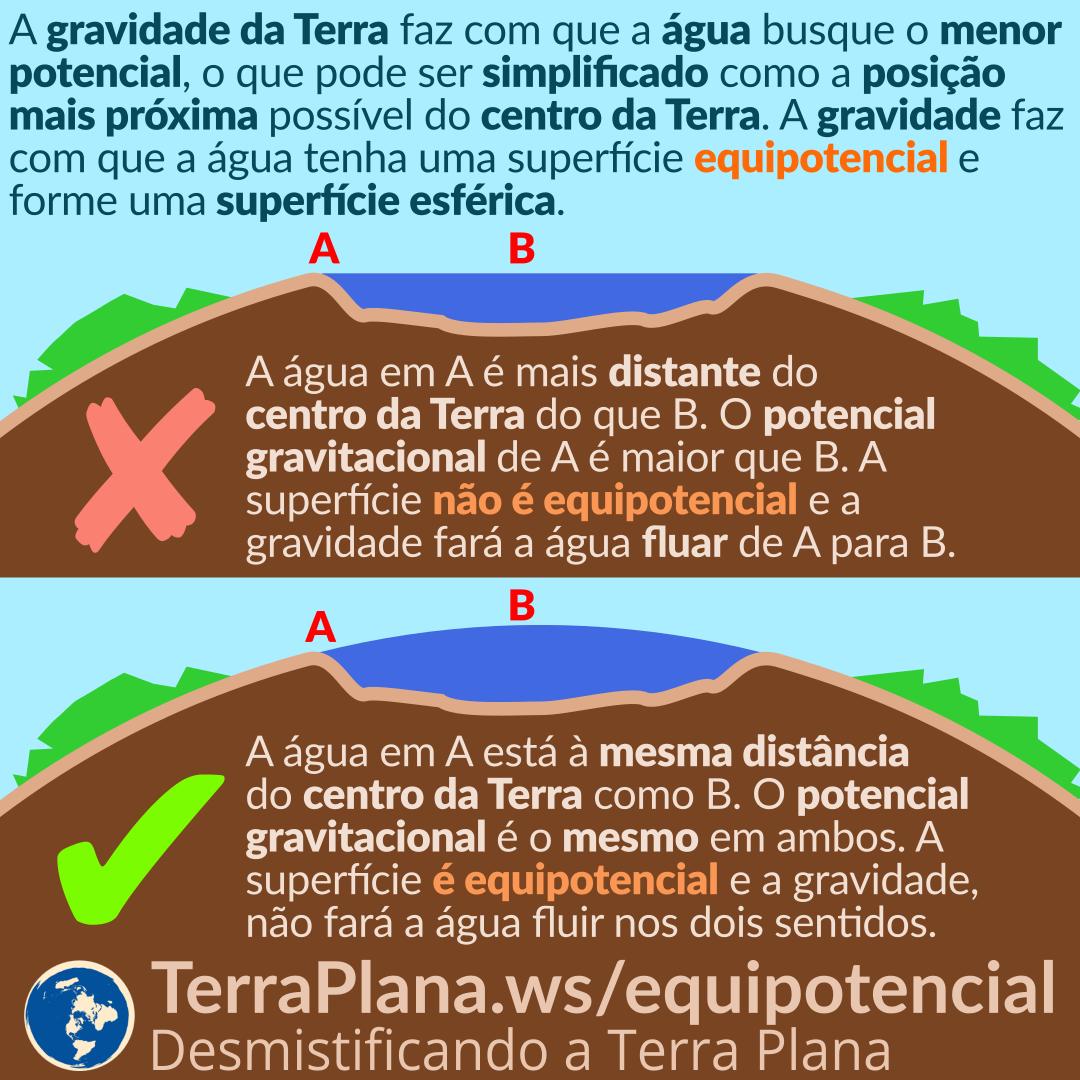 A gravidade da Terra faz com que a água busque o menor
potencial, o que pode ser simplificado como a posição
mais próxima possível do centro da Terra. A gravidade faz
com que a água tenha uma superfície equipotencial e
forme uma superfície esférica.
A B
A água em A é mais distante do
centro da Terra do que B. O potencial
gravitacional de A é maior que B. A
superfície não é equipotencial e a
gravidade fará a água fluar de A para B.
B
A
A água em A está à mesma distância
do centro da Terra como B. O potencial
gravitacional é o mesmo em ambos. A
superfície é equipotencial e a gravidade,
não fará a água fluir nos dois sentidos.
TerraPlana.ws/equipotencial
Desmistificando a Terra Plana